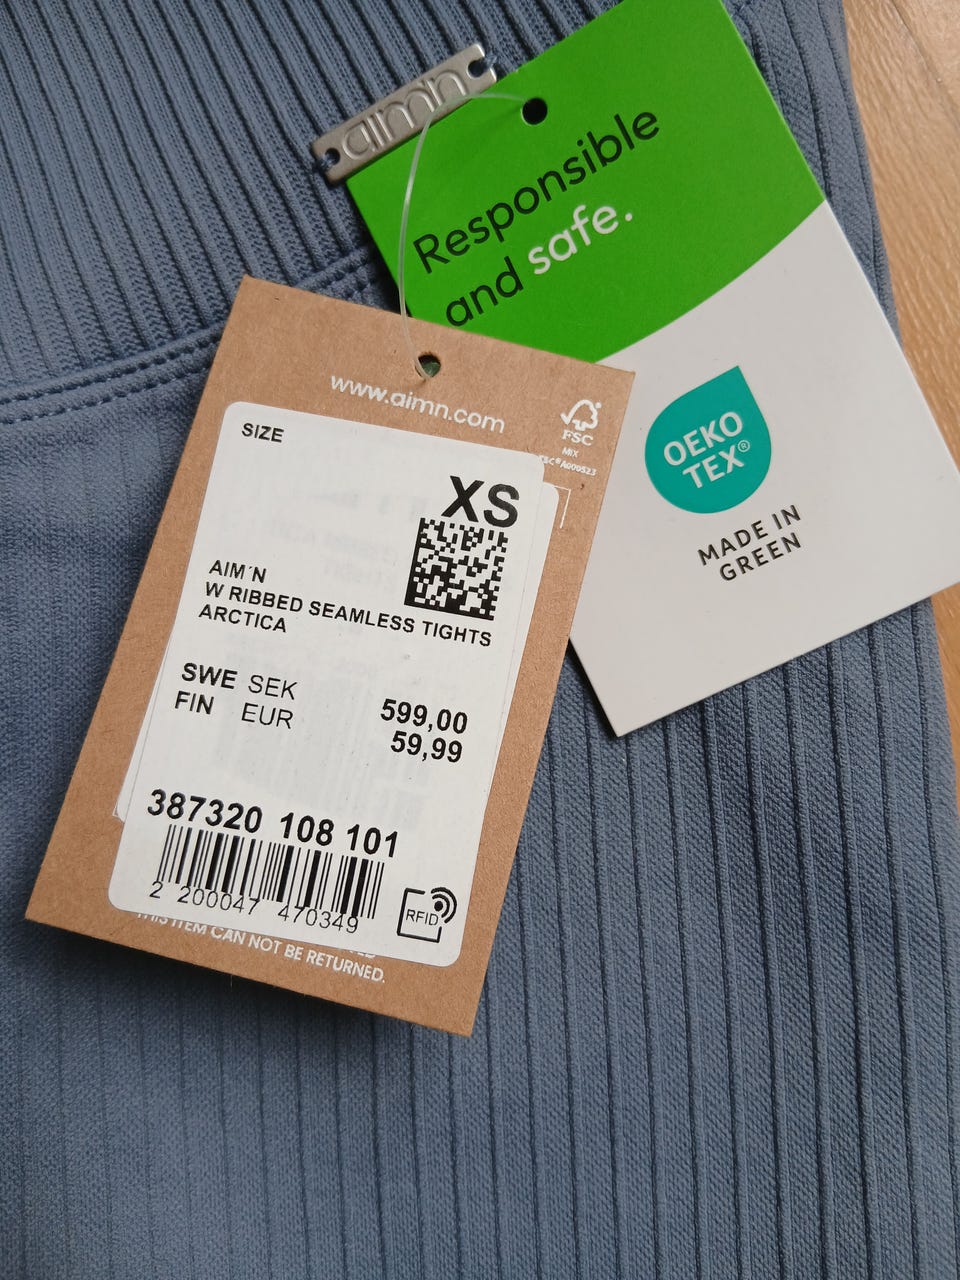 aimn
Responsible
and safe.
OEKO
TEX®
MADE IN
GREEN
www.aimn.com
FSC
MIX
SIZE
XS
AIM´N
W RIBBED SEAMLESS TIGHTS
ARCTICA
SWE SEK 599,00
FIN EUR 59,99
387320 108 101
2 200047 470349
RFID
THIS ITEM CAN NOT BE RETURNED.